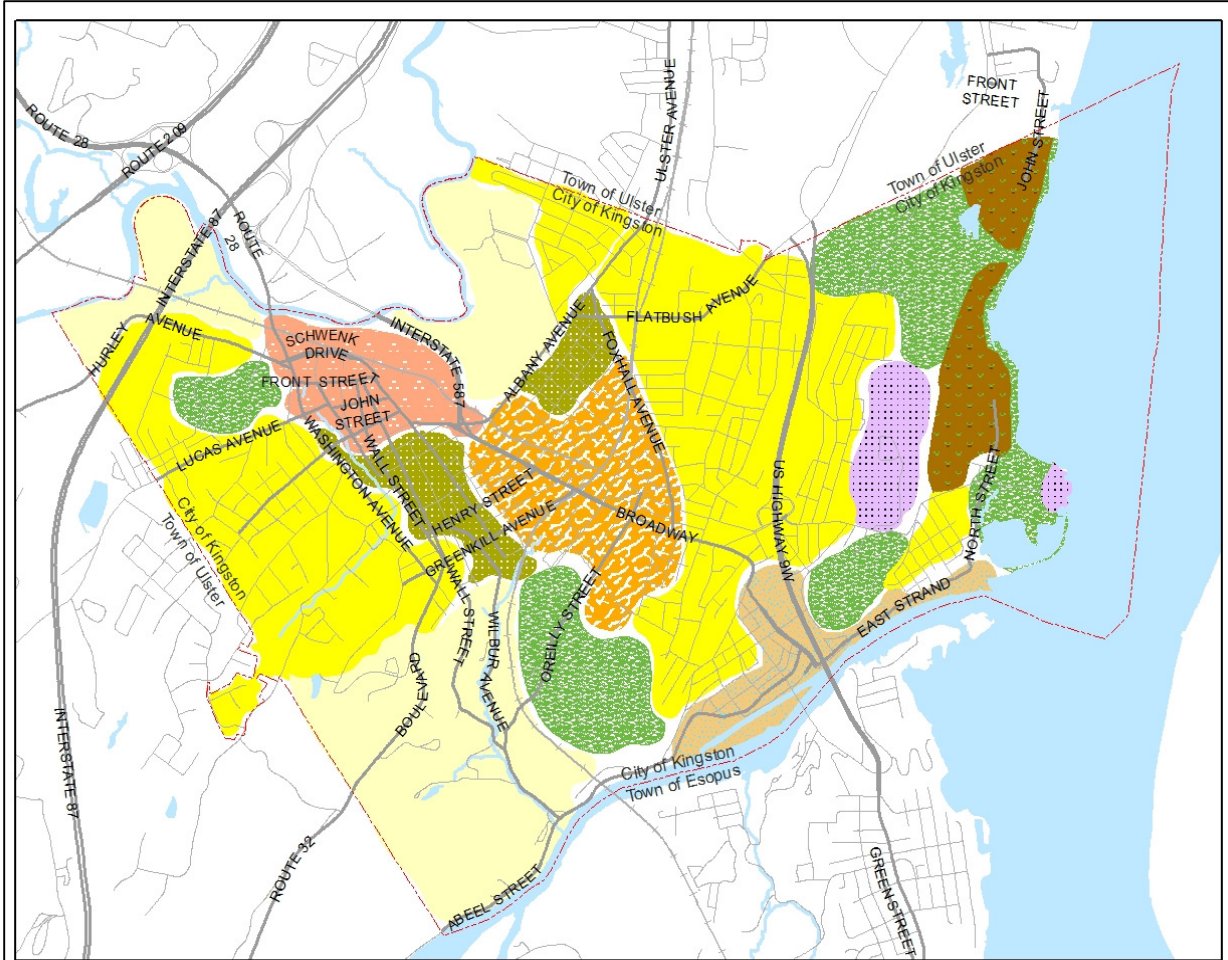 FRONT
STREET
JOHN STREET
ULSTER AVENUE
ROUTE 28
ROUTE 209
Town of Ulster
City of Kingston
Town of Ulster
City of Kingston
INTERSTATE 87
ROUTE
28
HURLEY
AVENUE
SCHWENK
DRIVE
INTERSTATE 587
ALBANY AVENUE
FLATBUSH
AVENUE
FOXHALL AVENUE
FRONT STREET
JOHN
STREET
LUCAS AVENUE
WASHINGTON AVENUE
WALL STREET
HENRY STREET
GREENKILL AVENUE
BROADWAY
US HIGHWAY 9W
NORTH STREET
City of Kingston
Town of Ulster
WALL STREET
WILBUR AVENUE
OREILLY STREET
EAST STRAND
BOULEVARD
INTERSTATE 87
City of Kingston
Town of Esopus
ROUTE 32
ABEEL STREET
GREEN STREET